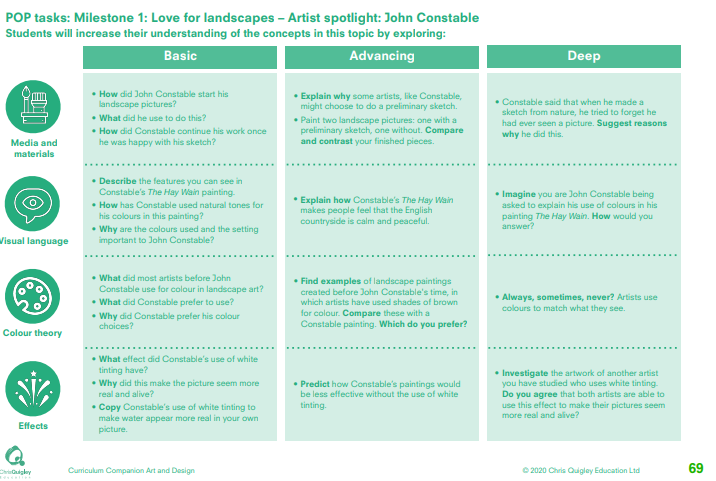 POP tasks: Milestone 1: Love for landscapes – Artist spotlight: John Constable
Students will increase their understanding of the concepts in this topic by exploring:
Basic
Advancing
Deep
Media and
materials
• How did John Constable start his
landscape pictures?
• What did he use to do this?
• How did Constable continue his work once
he was happy with his sketch?
• Explain why some artists, like Constable,
might choose to do a preliminary sketch.
• Paint two landscape pictures: one with a
preliminary sketch, one without. Compare
and contrast your finished pieces.
• Constable said that when he made a
sketch from nature, he tried to forget he
had ever seen a picture. Suggest reasons
why he did this.
Visual language
• Describe the features you can see in
Constable's The Hay Wain painting.
• How has Constable used natural tones for
his colours in this painting?
• Why are the colours used and the setting
important to John Constable?
• Explain how Constable's The Hay Wain
makes people feel that the English
countryside is calm and peaceful.
• Imagine you are John Constable being
asked to explain his use of colours in his
painting The Hay Wain. How would you
answer?
Colour theory
• What did most artists before John
Constable use for colour in landscape art?
• What did Constable prefer to use?
• Why did Constable prefer his colour
choices?
• Find examples of landscape paintings
created before John Constable's time, in
which artists have used shades of brown
for colour. Compare these with a
Constable painting. Which do you prefer?
• Always, sometimes, never? Artists use
colours to match what they see.
Effects
• What effect did Constable's use of white
tinting have?
• Why did this make the picture seem more
real and alive?
• Copy Constable's use of white tinting to
make water appear more real in your own
picture.
• Predict how Constable's paintings would
be less effective without the use of white
tinting.
• Investigate the artwork of another artist
you have studied who uses white tinting.
Do you agree that both artists are able to
use this effect to make their pictures seem
more real and alive?
ChrisQuigley
Education
Curriculum Companion Art and Design
© 2020 Chris Quigley Education Ltd
69